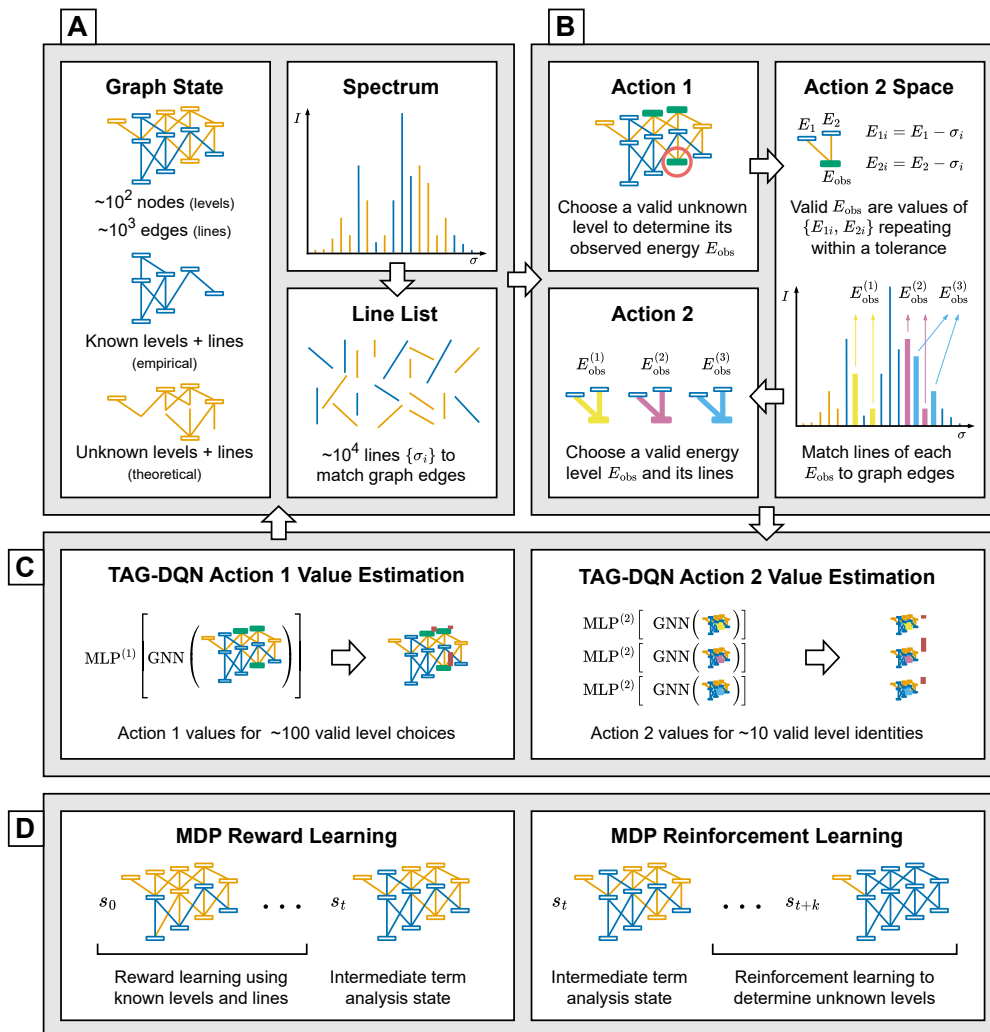 A
Graph State
~10² nodes (levels)
~10³ edges (lines)
Known levels + lines
(empirical)
Unknown levels + lines
(theoretical)
Spectrum
I
σ
Line List
~10⁴ lines {σᵢ} to
match graph edges
B
Action 1
Choose a valid unknown
level to determine its
observed energy E_obs
Action 2 Space
E₁ E₂
E_obs
E₁ᵢ = E₁ − σᵢ
E₂ᵢ = E₂ − σᵢ
Valid E_obs are values of
{E₁ᵢ, E₂ᵢ} repeating
within a tolerance
I
E_obs^(1) E_obs^(2) E_obs^(3)
σ
Match lines of each
E_obs to graph edges
Action 2
E_obs^(1) E_obs^(2) E_obs^(3)
Choose a valid energy
level E_obs and its lines
C
TAG-DQN Action 1 Value Estimation
MLP⁽¹⁾ [ GNN ( ) ]
Action 1 values for ~100 valid level choices
TAG-DQN Action 2 Value Estimation
MLP⁽²⁾ [ GNN ( ) ]
MLP⁽²⁾ [ GNN ( ) ]
MLP⁽²⁾ [ GNN ( ) ]
Action 2 values for ~10 valid level identities
D
MDP Reward Learning
s₀ ... sₜ
Reward learning using
known levels and lines
Intermediate term
analysis state
MDP Reinforcement Learning
sₜ ... sₜ₊ₖ
Intermediate term
analysis state
Reinforcement learning to
determine unknown levels